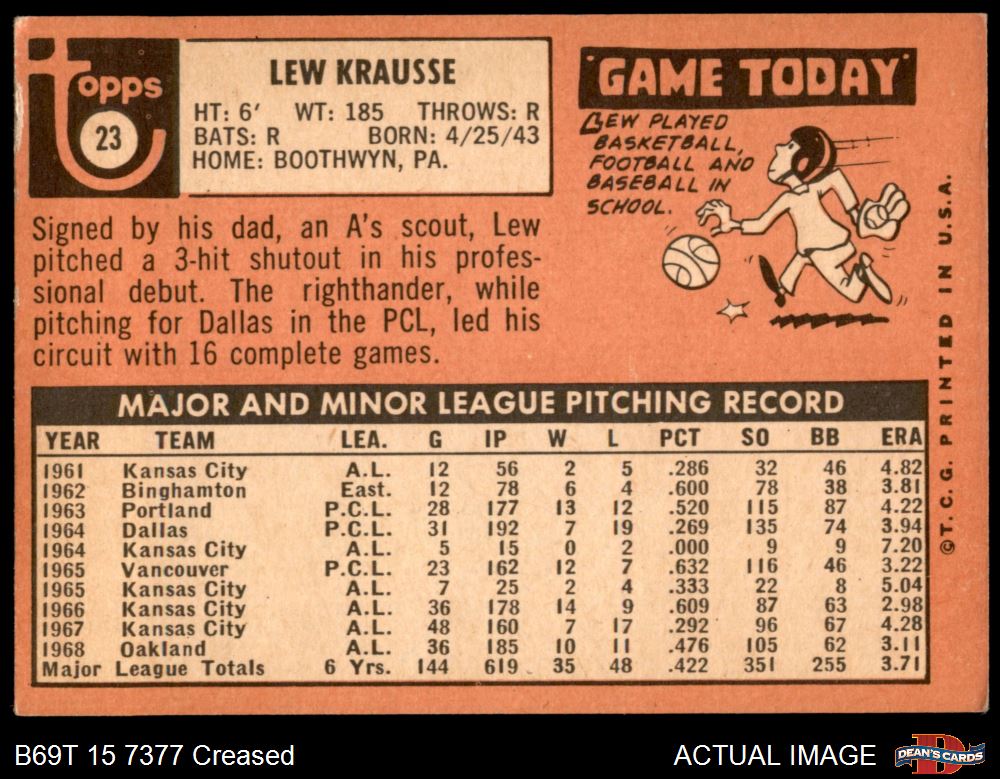 Topps
23
LEW KRAUSSE
HT: 6' WT: 185 THROWS: R
BATS: R BORN: 4/25/43
HOME: BOOTHWYN, PA.
"GAME TODAY"
LEW PLAYED
BASKETBALL,
FOOTBALL AND
BASEBALL IN
SCHOOL.
Signed by his dad, an A's scout, Lew
pitched a 3-hit shutout in his profes-
sional debut. The righthander, while
pitching for Dallas in the PCL, led his
circuit with 16 complete games.
MAJOR AND MINOR LEAGUE PITCHING RECORD
YEAR TEAM LEA. G IP W L PCT SO BB ERA
1961 Kansas City A.L. 12 56 2 5 .286 32 46 4.82
1962 Binghamton East. 12 78 6 4 .600 78 38 3.81
1963 Portland P.C.L. 28 177 13 12 .520 115 87 4.22
1964 Dallas P.C.L. 31 192 7 19 .269 135 74 3.94
1964 Kansas City A.L. 5 15 0 2 .000 9 9 7.20
1965 Vancouver P.C.L. 23 162 12 7 .632 116 46 3.22
1965 Kansas City A.L. 7 25 2 4 .333 22 8 5.04
1966 Kansas City A.L. 36 178 14 9 .609 87 63 2.98
1967 Kansas City A.L. 48 160 7 17 .292 96 67 4.28
1968 Oakland A.L. 36 185 10 11 .476 105 62 3.11
Major League Totals 6 Yrs. 144 619 35 48 .422 351 255 3.71
©T.C.G. PRINTED IN U.S.A.
B69T 15 7377 Creased
ACTUAL IMAGE
DEAN'S CARDS